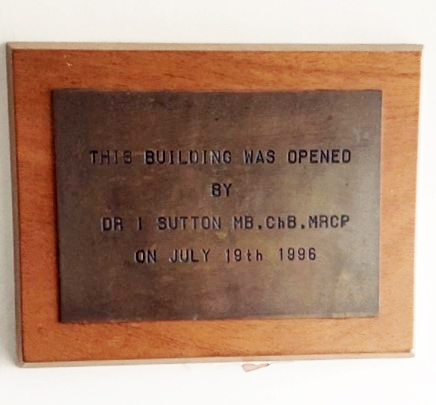 THIS BUILDING WAS OPENED
BY
DR I SUTTON MB.ChB.MRCP
ON JULY 19th 1996